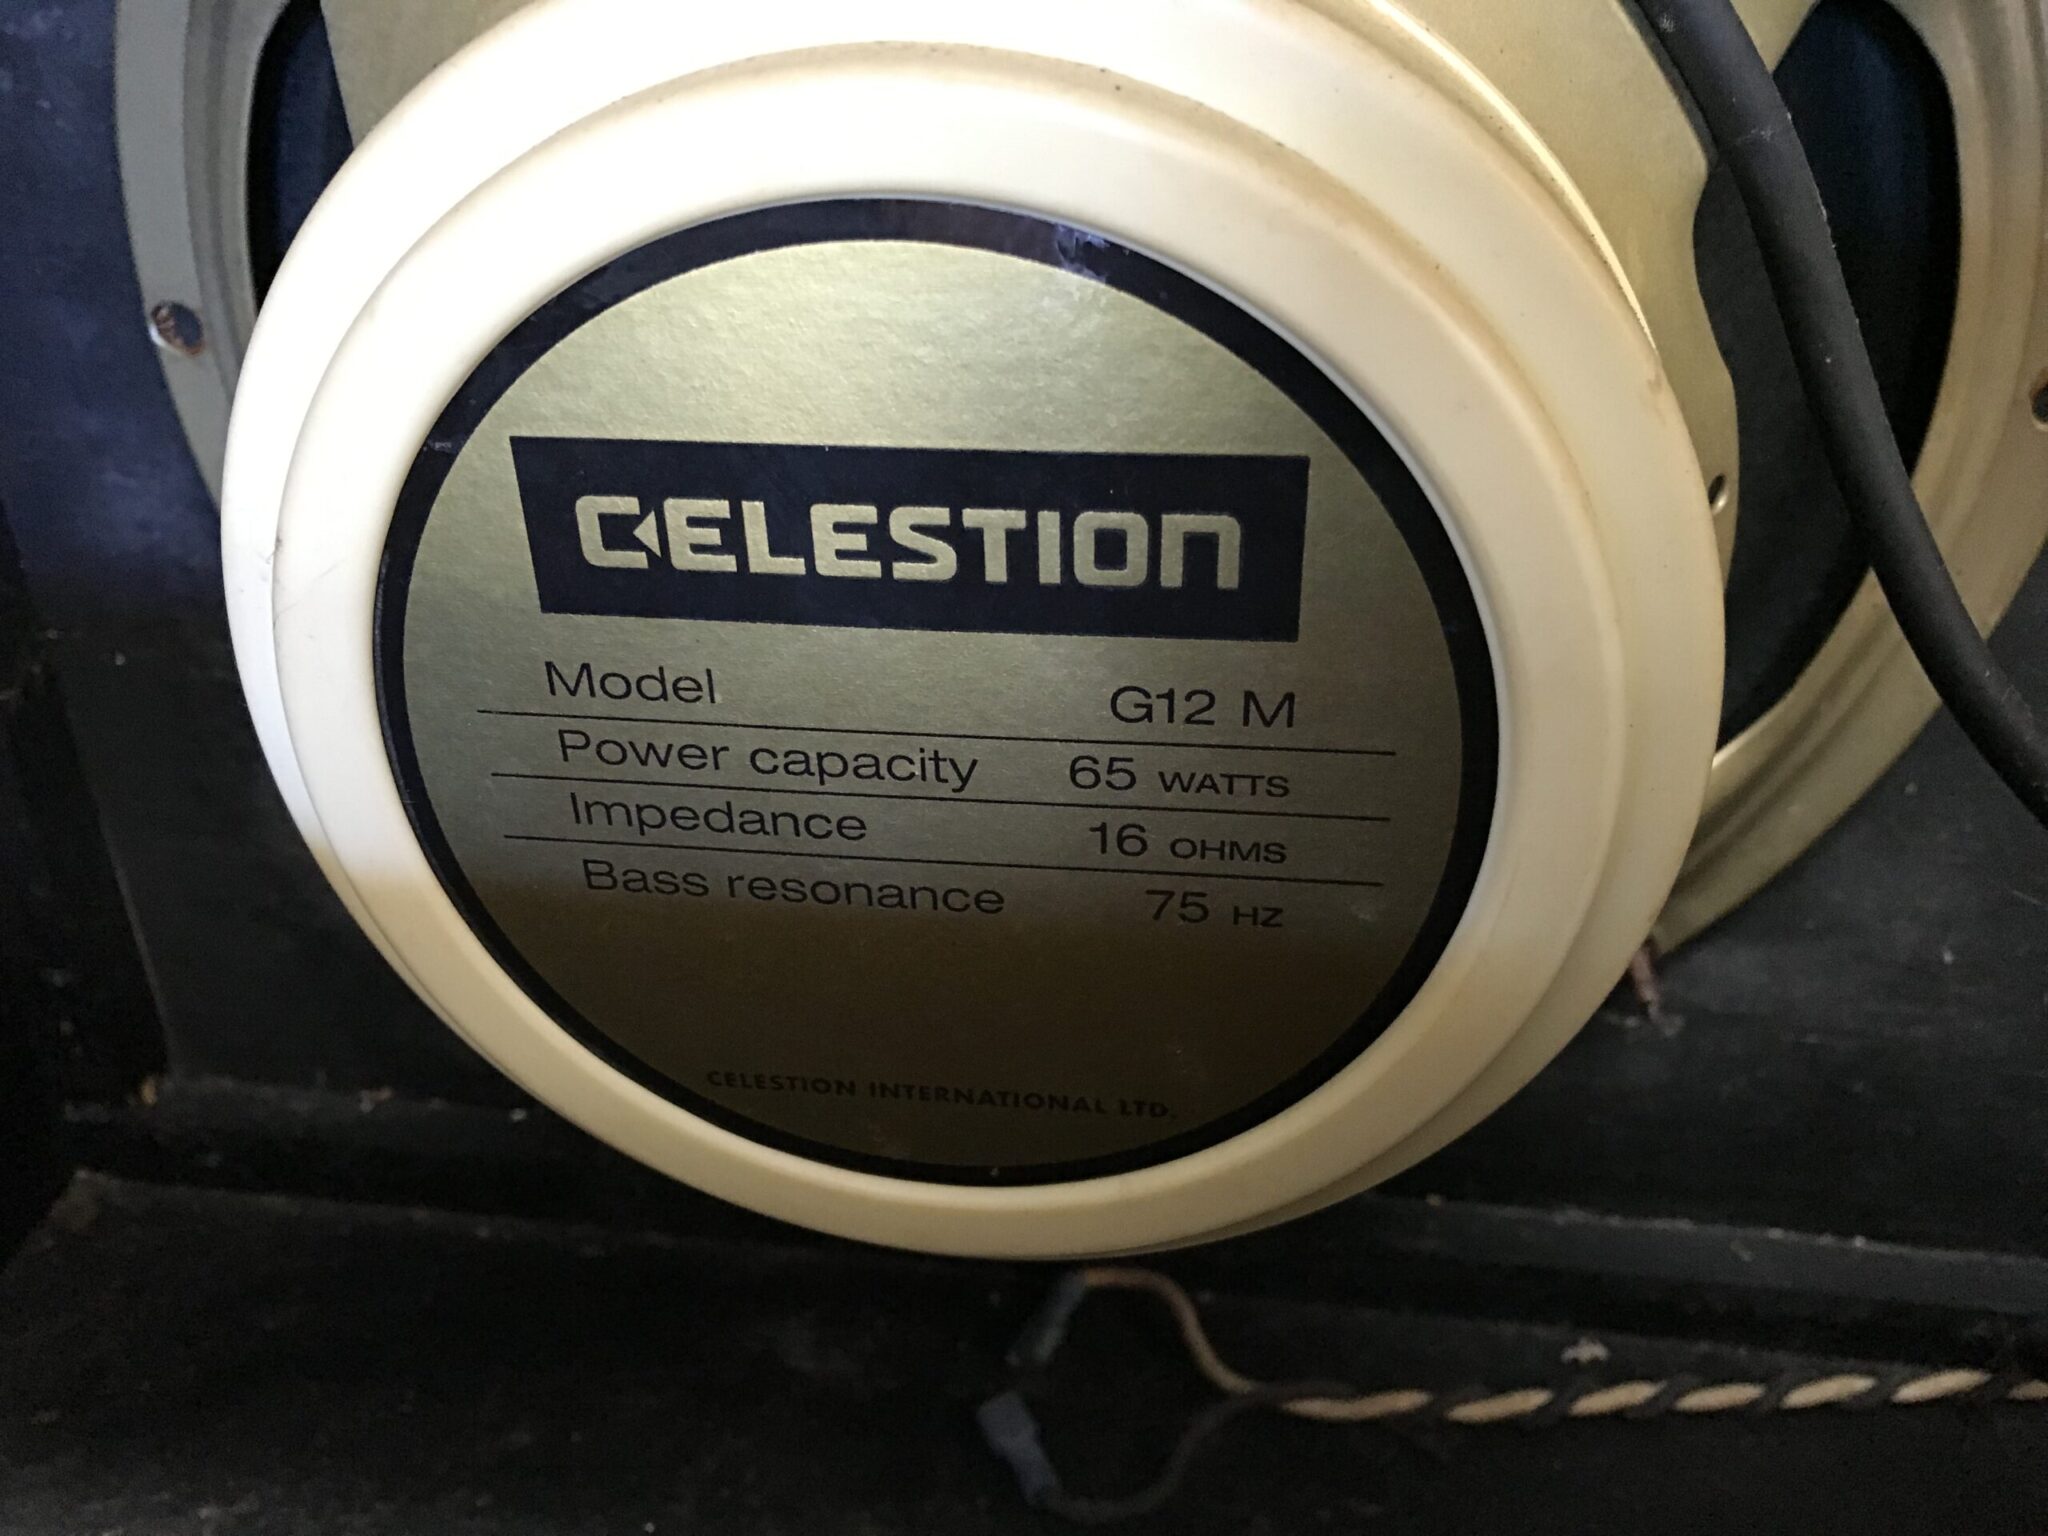 CELESTION
Model G12 M
Power capacity 65 WATTS
Impedance 16 OHMS
Bass resonance 75 HZ
CELESTION INTERNATIONAL LTD.